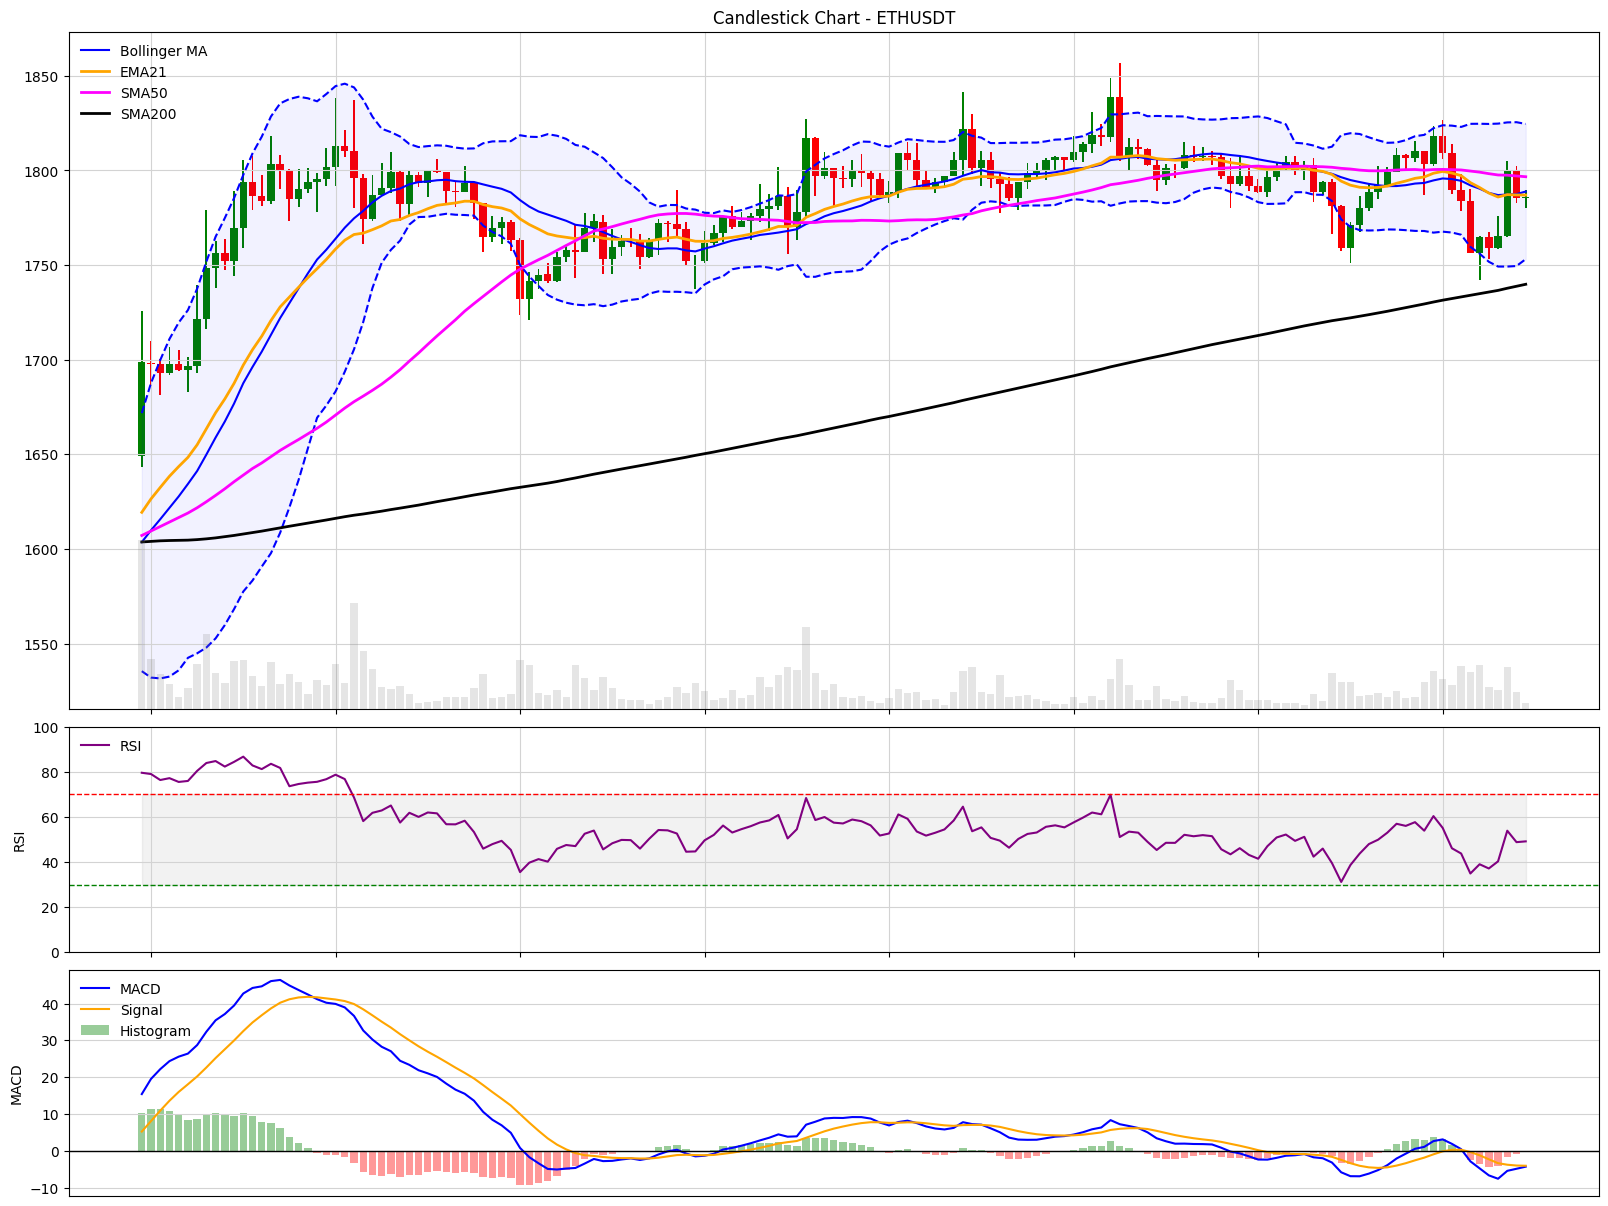 Candlestick Chart - ETHUSDT
Bollinger MA
EMA21
SMA50
SMA200
1850
1800
1750
1700
1650
1600
1550
RSI
RSI
100
80
60
40
20
0
MACD
Signal
Histogram
MACD
40
30
20
10
0
−10